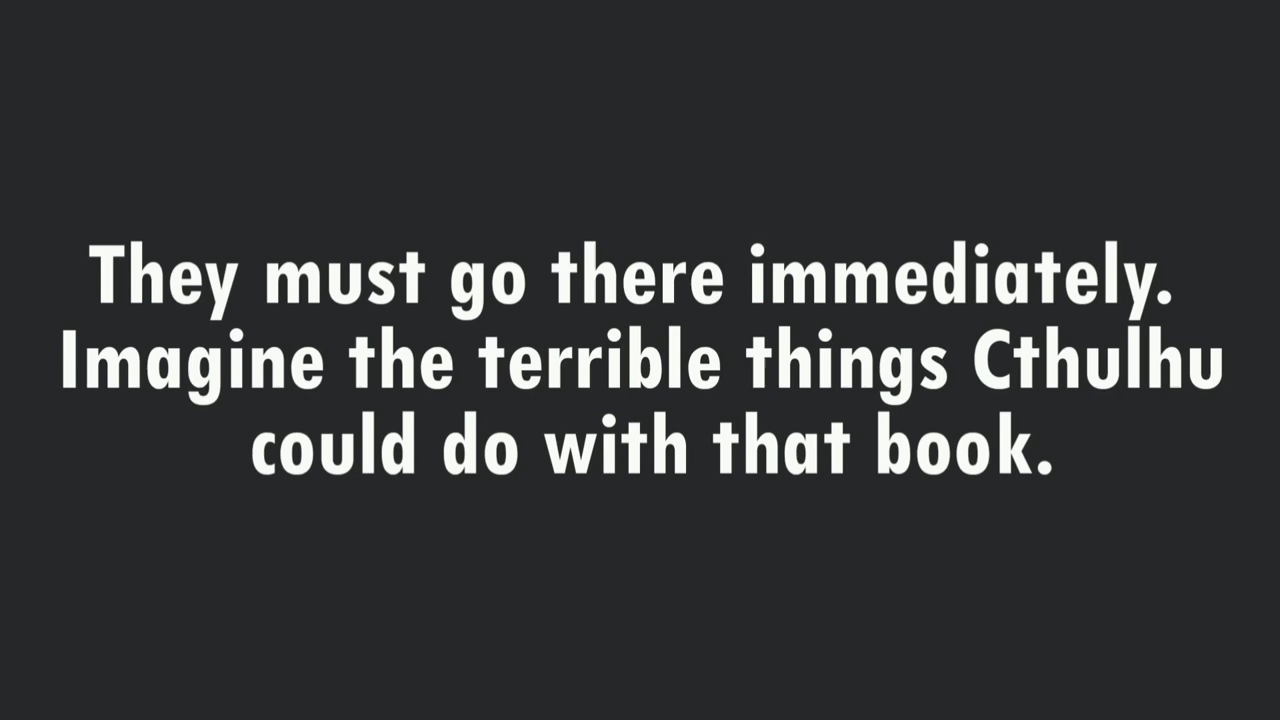 They must go there immediately.
Imagine the terrible things Cthulhu
could do with that book.